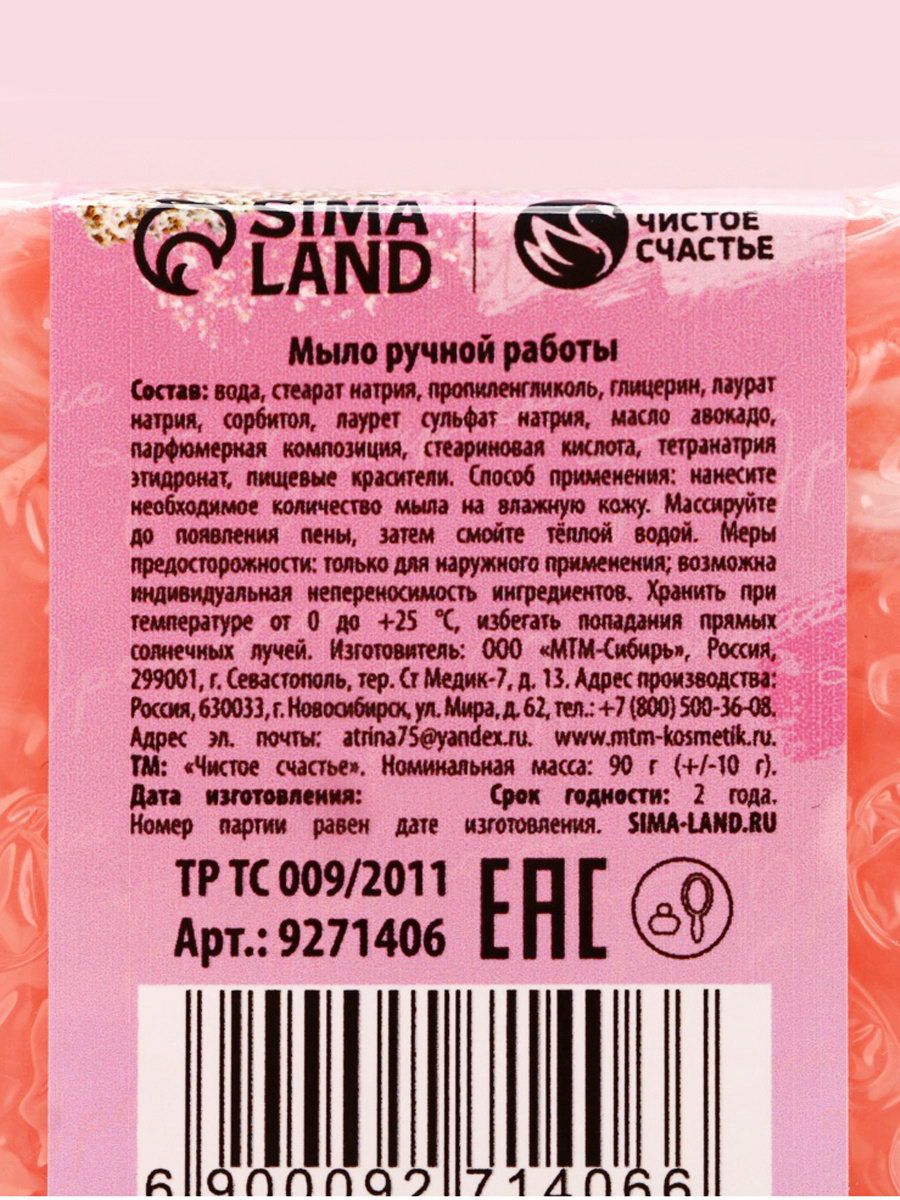 SIMA
LAND
ЧИСТОЕ
СЧАСТЬЕ
Мыло ручной работы
Состав: вода, стеарат натрия, пропиленгликоль, глицерин, лаурат
натрия, сорбитол, лаурет сульфат натрия, масло авокадо,
парфюмерная композиция, стеариновая кислота, тетранатрия
этидронат, пищевые красители. Способ применения: нанесите
необходимое количество мыла на влажную кожу. Массируйте
до появления пены, затем смойте тёплой водой. Меры
предосторожности: только для наружного применения; возможна
индивидуальная непереносимость ингредиентов. Хранить при
температуре от 0 до +25 °С, избегать попадания прямых
солнечных лучей. Изготовитель: ООО «МТМ-Сибирь», Россия,
299001, г. Севастополь, тер. Ст Медик-7, д. 13. Адрес производства:
Россия, 630033, г. Новосибирск, ул. Мира, д. 62, тел.: +7 (800) 500-36-08.
Адрес эл. почты: atrina75@yandex.ru. www.mtm-kosmetik.ru.
ТМ: «Чистое счастье». Номинальная масса: 90 г (+/-10 г).
Дата изготовления: Срок годности: 2 года.
Номер партии равен дате изготовления. SIMA-LAND.RU
ТР ТС 009/2011
Арт.: 9271406
EAC
6 900092 714066